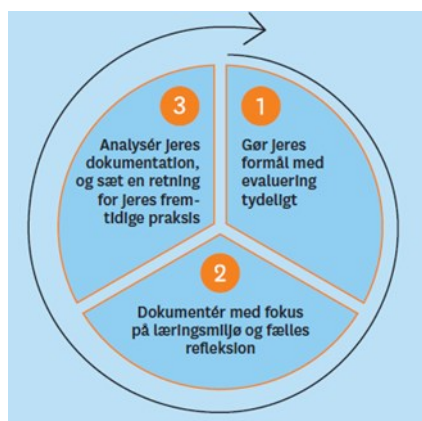 1
Gør jeres
formål med
evaluering
tydeligt
2
Dokumentér med fokus
på læringsmiljø og fælles
refleksion
3
Analysér jeres
dokumentation,
og sæt en retning
for jeres frem-
tidige praksis